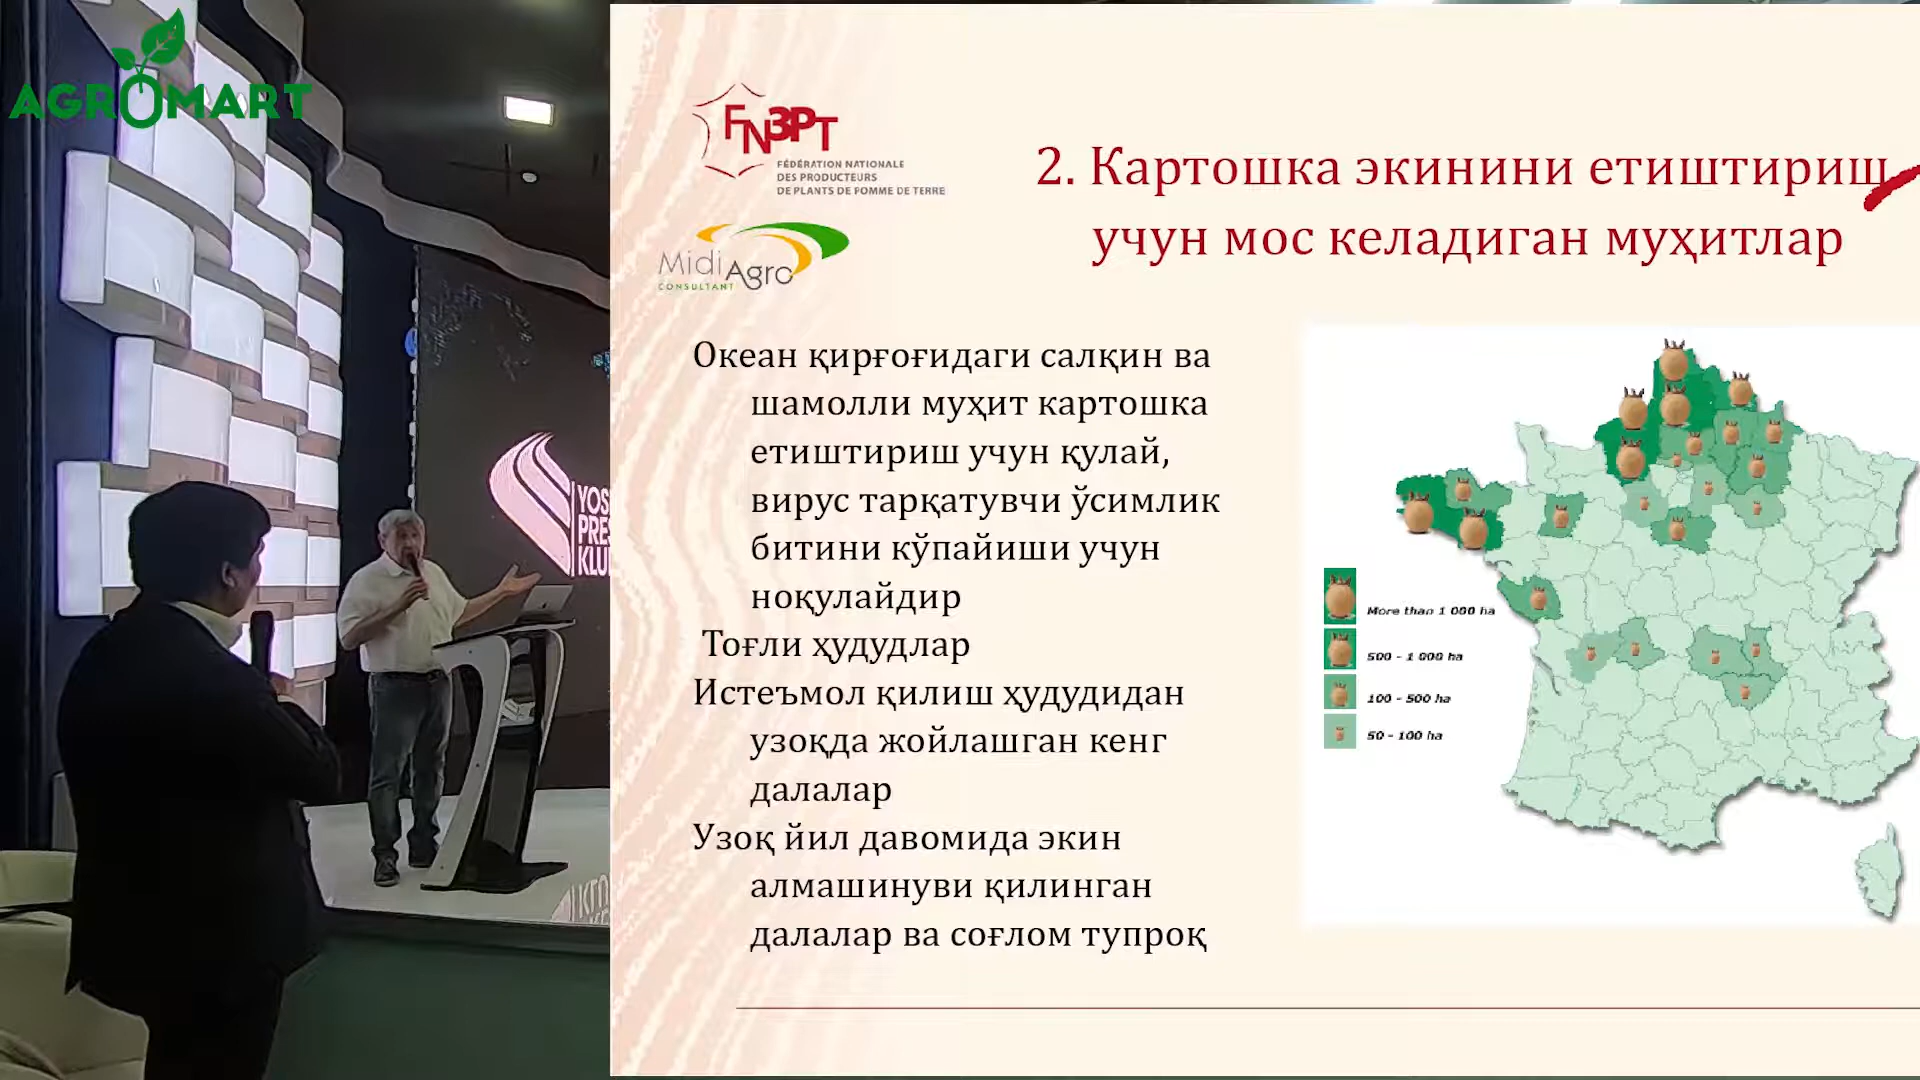 AGROMART
YOS
PRE
KLU
FN3PT
FÉDÉRATION NATIONALE
DES PRODUCTEURS
DE PLANTS DE POMME DE TERRE
MidiAgro
CONSULTANT
2. Картошка экинини етиштириш
учун мос келадиган муҳитлар
Океан қирғоғидаги салқин ва
шамолли муҳит картошка
етиштириш учун қулай,
вирус тарқатувчи ўсимлик
битини кўпайиши учун
ноқулайдир
Тоғли ҳудудлар
Истеъмол қилиш ҳудудидан
узоқда жойлашган кенг
далалар
Узоқ йил давомида экин
алмашинуви қилинган
далалар ва соғлом тупроқ
More than 1 000 ha
500 - 1 000 ha
100 - 500 ha
50 - 100 ha